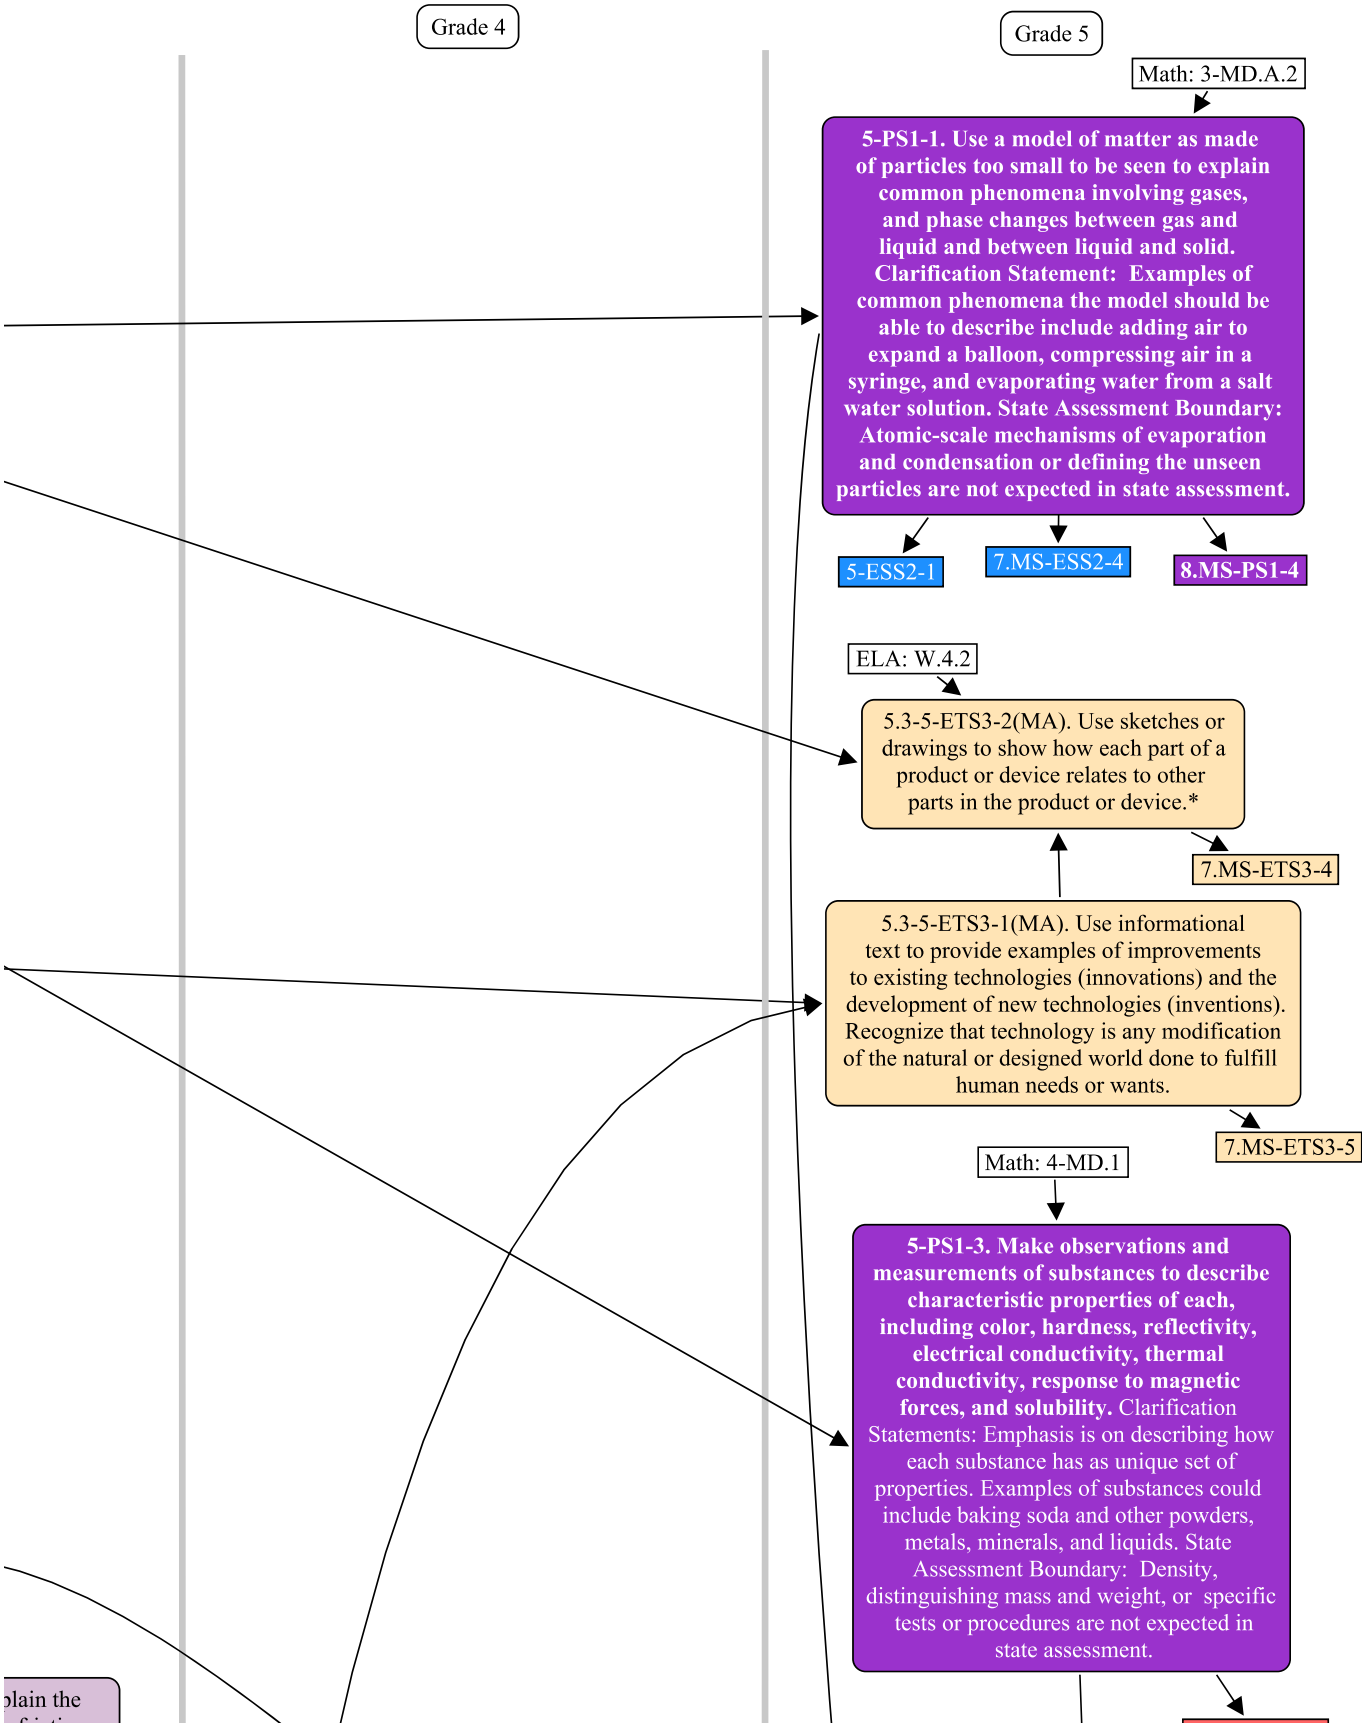 Grade 4
Grade 5
Math: 3-MD.A.2
5-PS1-1. Use a model of matter as made
of particles too small to be seen to explain
common phenomena involving gases,
and phase changes between gas and
liquid and between liquid and solid.
Clarification Statement:  Examples of
common phenomena the model should be
able to describe include adding air to
expand a balloon, compressing air in a
syringe, and evaporating water from a salt
water solution. State Assessment Boundary:
Atomic-scale mechanisms of evaporation
and condensation or defining the unseen
particles are not expected in state assessment.
5-ESS2-1
7.MS-ESS2-4
8.MS-PS1-4
ELA: W.4.2
5.3-5-ETS3-2(MA). Use sketches or
drawings to show how each part of a
product or device relates to other
parts in the product or device.*
7.MS-ETS3-4
5.3-5-ETS3-1(MA). Use informational
text to provide examples of improvements
to existing technologies (innovations) and the
development of new technologies (inventions).
Recognize that technology is any modification
of the natural or designed world done to fulfill
human needs or wants.
7.MS-ETS3-5
Math: 4-MD.1
5-PS1-3. Make observations and
measurements of substances to describe
characteristic properties of each,
including color, hardness, reflectivity,
electrical conductivity, thermal
conductivity, response to magnetic
forces, and solubility. Clarification
Statements: Emphasis is on describing how
each substance has as unique set of
properties. Examples of substances could
include baking soda and other powders,
metals, minerals, and liquids. State
Assessment Boundary:  Density,
distinguishing mass and weight, or  specific
tests or procedures are not expected in
state assessment.
plain the